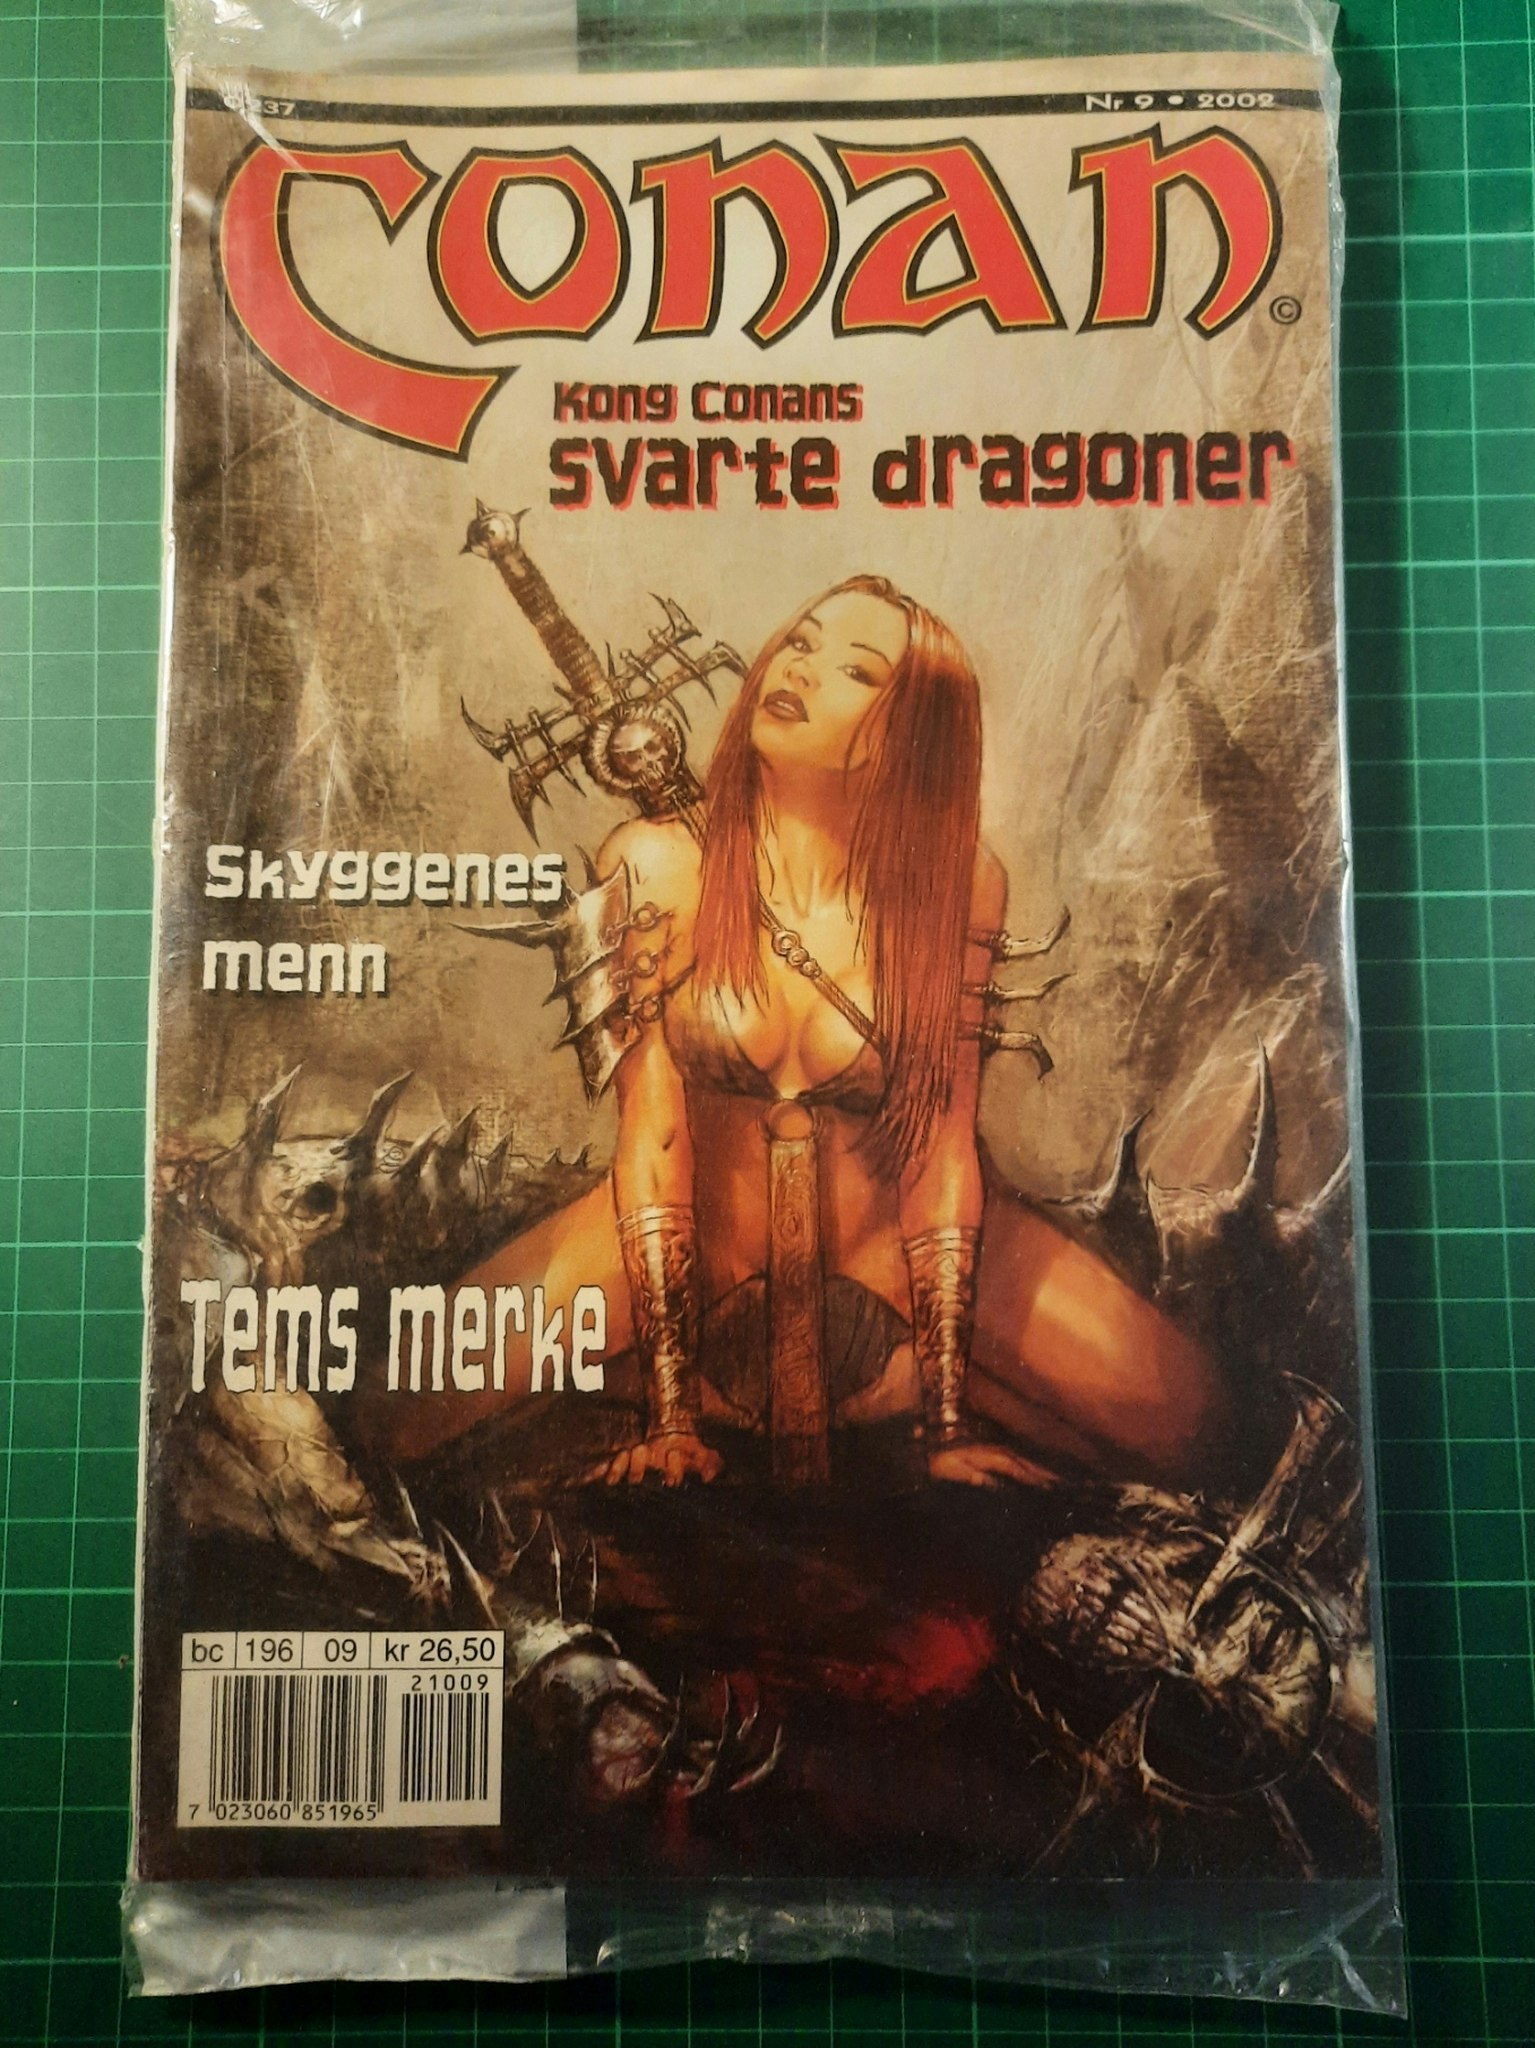 237
Nr 9 • 2002
Conan
©
Kong Conans
svarte dragoner
Skyggenes
menn
Tems merke
bc 196 09 kr 26,50
21009
7 023060 851965